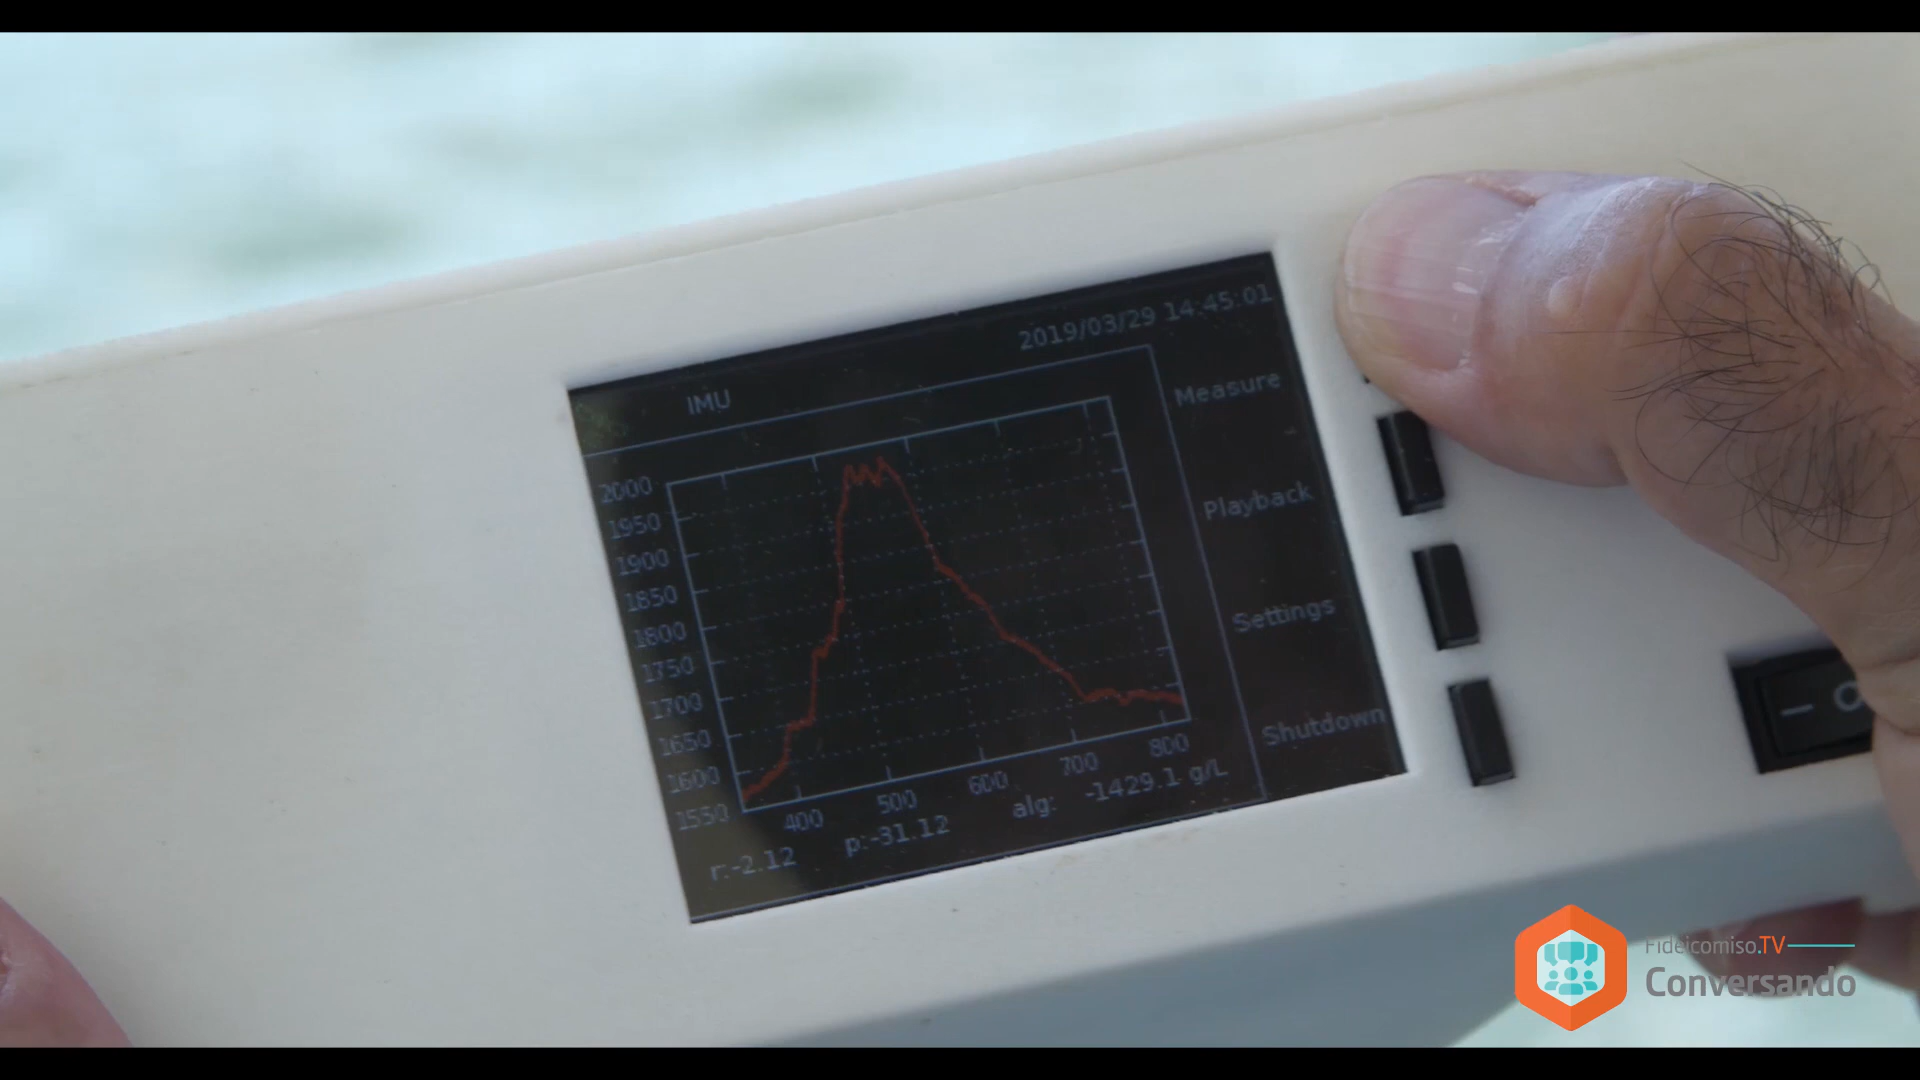 IMU
2019/03/29 14:45:01
2000
1950
1900
1850
1800
1750
1700
1650
1600
1550
400 500 600 700 800
r:-2.12 p:-31.12 alg: -1429.1 g/L
Measure
Playback
Settings
Shutdown
Fideicomiso.TV
Conversando